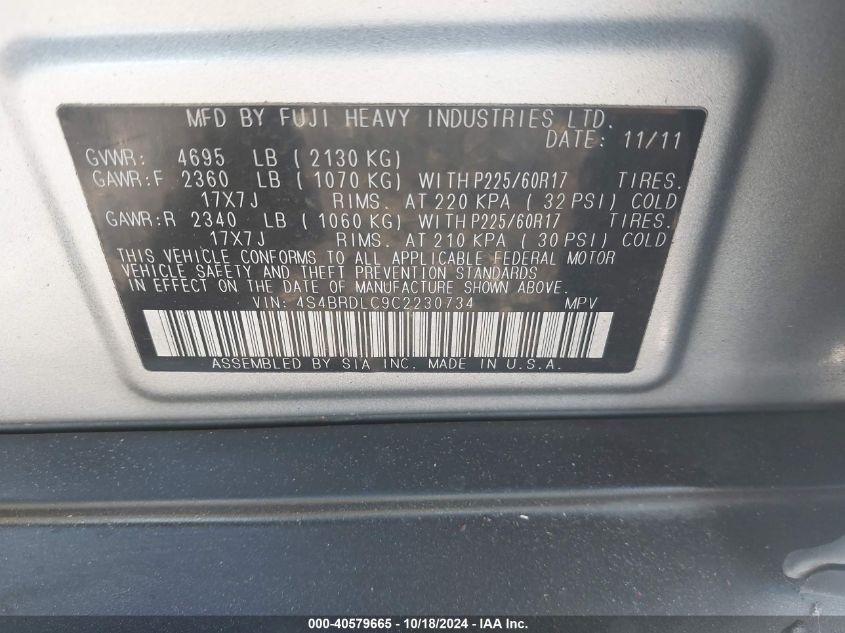 MFD BY FUJI HEAVY INDUSTRIES LTD.
DATE: 11/11
GVWR: 4695 LB ( 2130 KG)
GAWR:F 2360 LB ( 1070 KG) WITH P225/60R17 TIRES.
17X7J RIMS. AT 220 KPA ( 32 PSI) COLD
GAWR:R 2340 LB ( 1060 KG) WITH P225/60R17 TIRES.
17X7J RIMS. AT 210 KPA ( 30 PSI) COLD
THIS VEHICLE CONFORMS TO ALL APPLICABLE FEDERAL MOTOR
VEHICLE SAFETY AND THEFT PREVENTION STANDARDS
IN EFFECT ON THE DATE OF MANUFACTURE SHOWN ABOVE.
VIN: 4S4BRDLC9C2230734 MPV
ASSEMBLED BY SIA INC. MADE IN U.S.A.
000-40579665 - 10/18/2024 - IAA Inc.